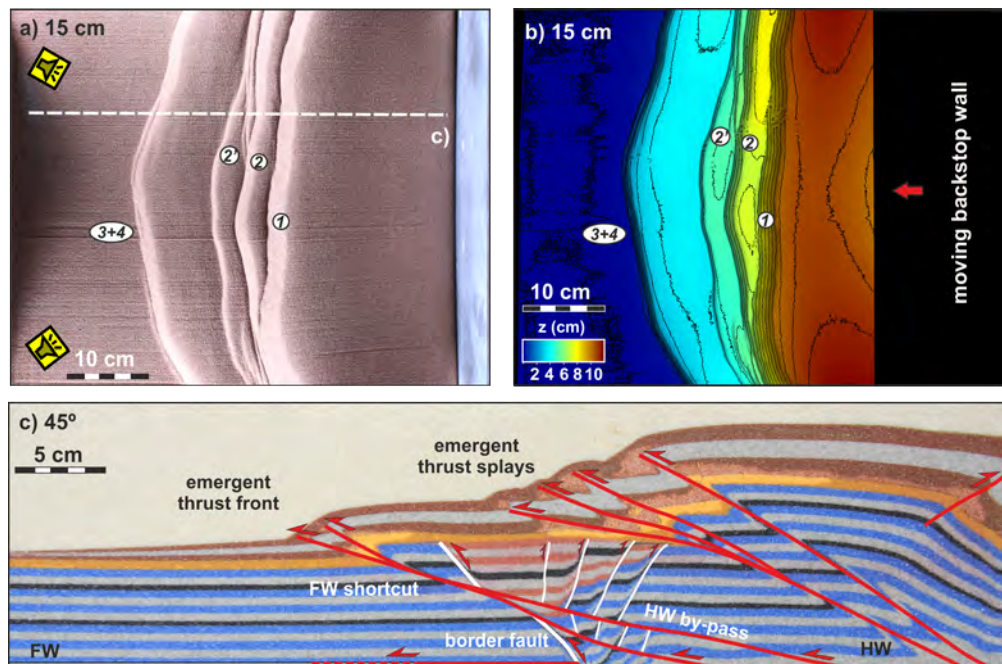 a) 15 cm
c)
2'
2
1
3+4
10 cm
b) 15 cm
2'
2
1
3+4
10 cm
z (cm)
2 4 6 8 10
moving backstop wall
c) 45º
5 cm
emergent
thrust front
emergent
thrust splays
FW shortcut
HW by-pass
border fault
FW
HW